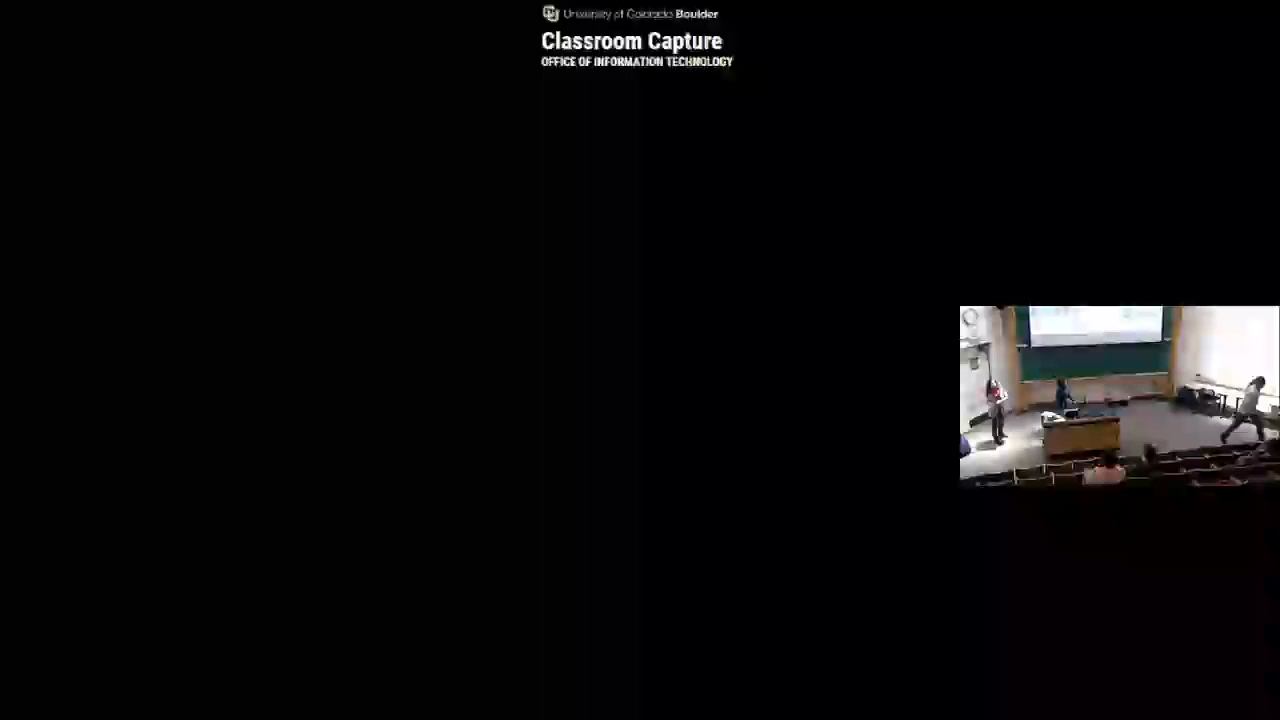 University of Colorado Boulder
Classroom Capture
OFFICE OF INFORMATION TECHNOLOGY